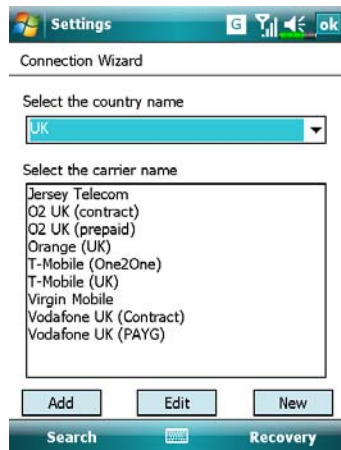 Settings
G
ok
Connection Wizard
Select the country name
UK
Select the carrier name
Jersey Telecom
O2 UK (contract)
O2 UK (prepaid)
Orange (UK)
T-Mobile (One2One)
T-Mobile (UK)
Virgin Mobile
Vodafone UK (Contract)
Vodafone UK (PAYG)
Add
Edit
New
Search
Recovery